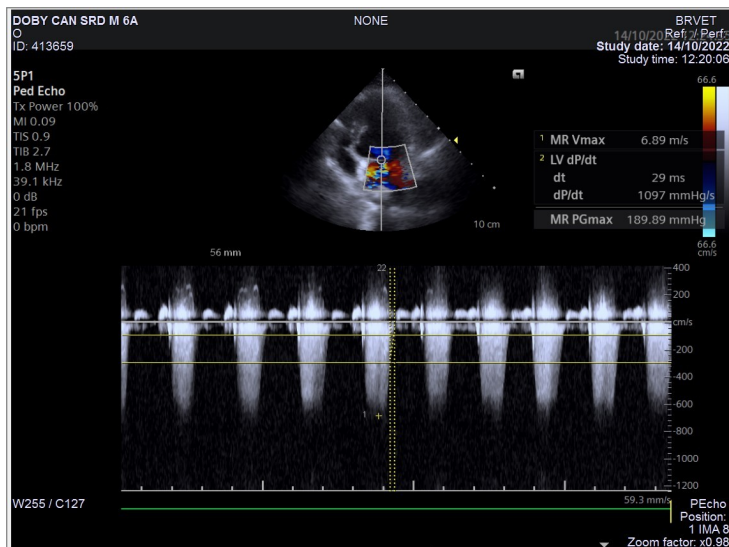 DOBY CAN SRD M 6A
O
ID: 413659
NONE
BRVET
Ref. / Perf.
14/10/2022
Study date: 14/10/2022
Study time: 12:20:06
5P1
Ped Echo
Tx Power 100%
MI 0.09
TIS 0.9
TIB 2.7
1.8 MHz
39.1 kHz
0 dB
21 fps
0 bpm
66.6
1 MR Vmax 6.89 m/s
2 LV dP/dt
dt 29 ms
dP/dt 1097 mmHg/s
MR PGmax 189.89 mmHg
66.6
cm/s
10 cm
56 mm
22
400
200
cm/s
-200
-400
-600
-800
-1000
-1200
1
59.3 mm/s
W255 / C127
PEcho
Position:
1 IMA 8
Zoom factor: x0.98